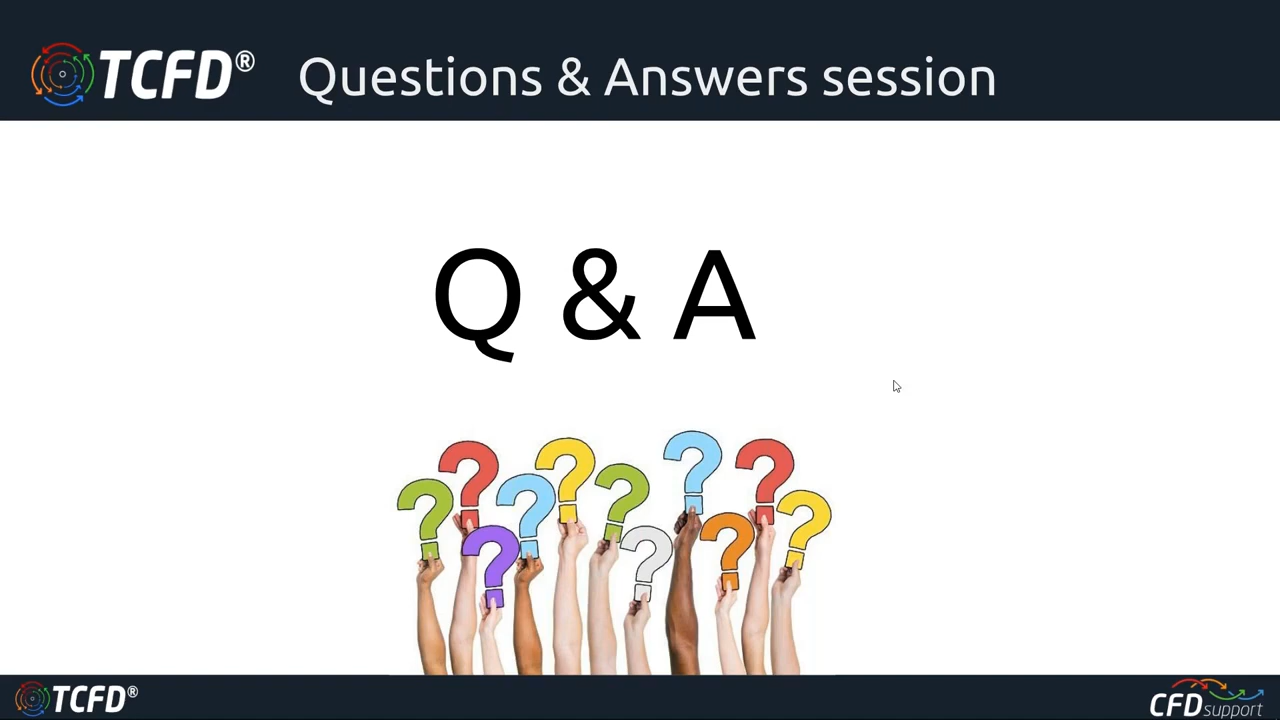 TCFD® Questions & Answers session
Q & A
? ? ? ? ? ? ? ? ? ? ?
TCFD®
CFD support